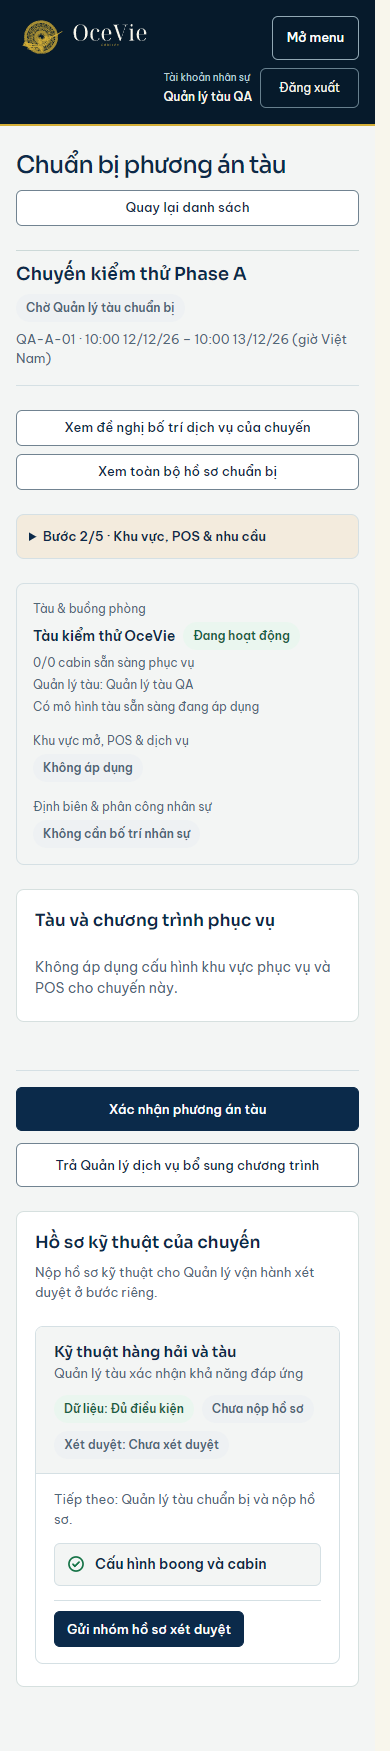 OceVie
Mở menu
Tài khoản nhân sự
Quản lý tàu QA
Đăng xuất
Chuẩn bị phương án tàu
Quay lại danh sách
Chuyến kiểm thử Phase A
Chờ Quản lý tàu chuẩn bị
QA-A-01 · 10:00 12/12/26 – 10:00 13/12/26 (giờ Việt
Nam)
Xem đề nghị bố trí dịch vụ của chuyến
Xem toàn bộ hồ sơ chuẩn bị
Bước 2/5 · Khu vực, POS & nhu cầu
Tàu & buồng phòng
Tàu kiểm thử OceVie
Đang hoạt động
0/0 cabin sẵn sàng phục vụ
Quản lý tàu: Quản lý tàu QA
Có mô hình tàu sẵn sàng đang áp dụng
Khu vực mở, POS & dịch vụ
Không áp dụng
Định biên & phân công nhân sự
Không cần bố trí nhân sự
Tàu và chương trình phục vụ
Không áp dụng cấu hình khu vực phục vụ và
POS cho chuyến này.
Xác nhận phương án tàu
Trả Quản lý dịch vụ bổ sung chương trình
Hồ sơ kỹ thuật của chuyến
Nộp hồ sơ kỹ thuật cho Quản lý vận hành xét
duyệt ở bước riêng.
Kỹ thuật hàng hải và tàu
Quản lý tàu xác nhận khả năng đáp ứng
Dữ liệu: Đủ điều kiện
Chưa nộp hồ sơ
Xét duyệt: Chưa xét duyệt
Tiếp theo: Quản lý tàu chuẩn bị và nộp hồ
sơ.
Cấu hình boong và cabin
Gửi nhóm hồ sơ xét duyệt